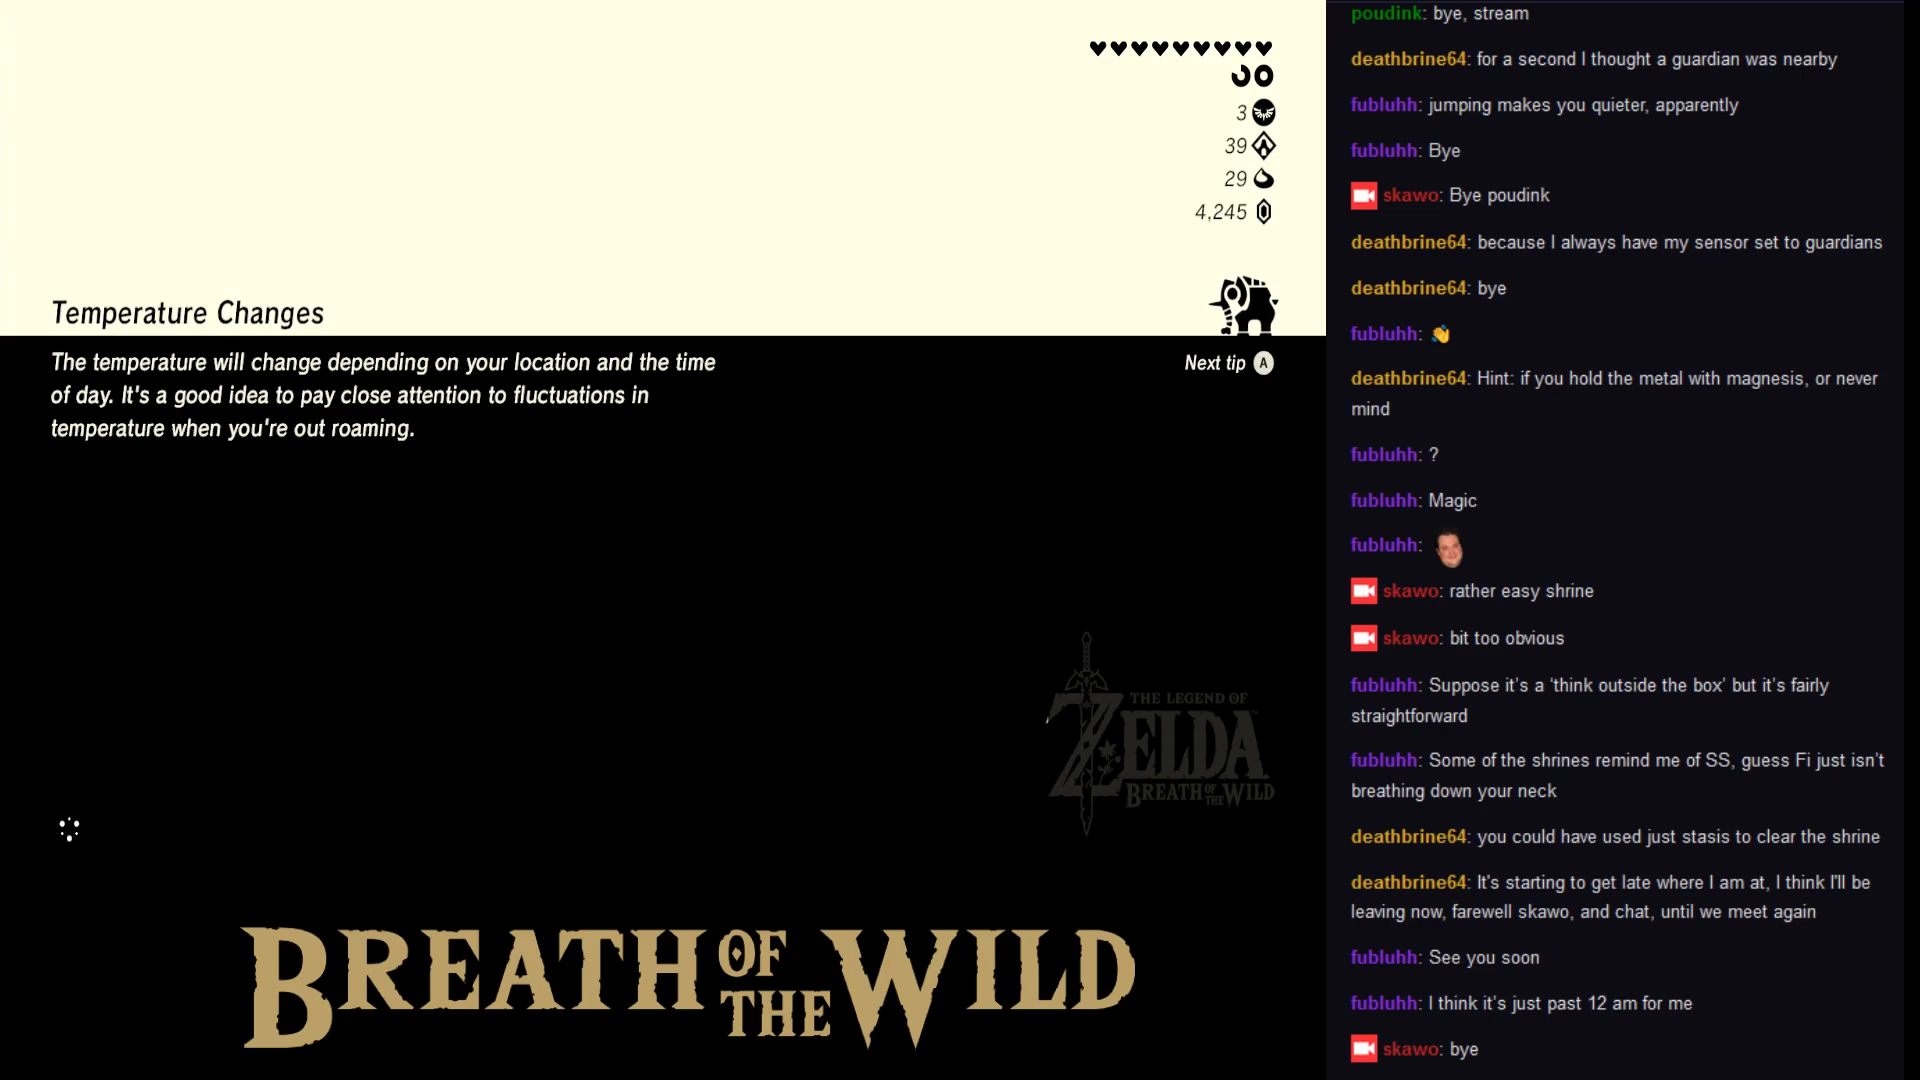 3
39
29
4,245
Temperature Changes
The temperature will change depending on your location and the time
of day. It's a good idea to pay close attention to fluctuations in
temperature when you're out roaming.
Next tip A
THE LEGEND OF
ZELDA
BREATH OF THE WILD
BREATH OF THE WILD
poudink: bye, stream
deathbrine64: for a second I thought a guardian was nearby
fubluhh: jumping makes you quieter, apparently
fubluhh: Bye
skawo: Bye poudink
deathbrine64: because I always have my sensor set to guardians
deathbrine64: bye
fubluhh: 👏
deathbrine64: Hint: if you hold the metal with magnesis, or never
mind
fubluhh: ?
fubluhh: Magic
fubluhh:
skawo: rather easy shrine
skawo: bit too obvious
fubluhh: Suppose it’s a ‘think outside the box’ but it’s fairly
straightforward
fubluhh: Some of the shrines remind me of SS, guess Fi just isn’t
breathing down your neck
deathbrine64: you could have used just stasis to clear the shrine
deathbrine64: It's starting to get late where I am at, I think I'll be
leaving now, farewell skawo, and chat, until we meet again
fubluhh: See you soon
fubluhh: I think it’s just past 12 am for me
skawo: bye